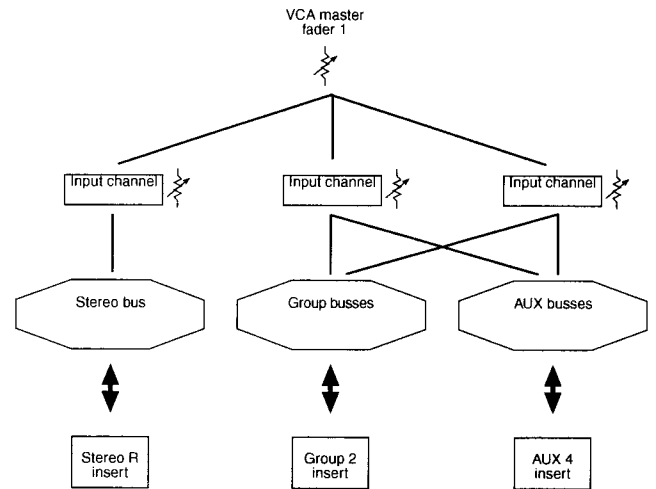 VCA master
fader 1
Input channel
Input channel
Input channel
Stereo bus
Group busses
AUX busses
Stereo R
insert
Group 2
insert
AUX 4
insert